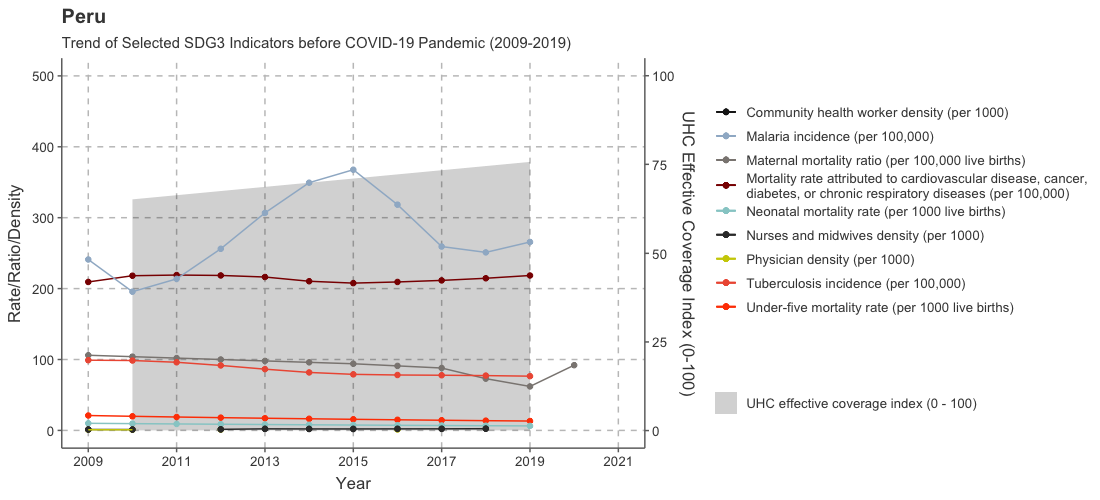 Peru
Trend of Selected SDG3 Indicators before COVID-19 Pandemic (2009-2019)
500
400
300
200
100
0
Rate/Ratio/Density
100
75
50
25
0
UHC Effective Coverage Index (0-100)
2009
2011
2013
2015
2017
2019
2021
Year
Community health worker density (per 1000)
Malaria incidence (per 100,000)
Maternal mortality ratio (per 100,000 live births)
Mortality rate attributed to cardiovascular disease, cancer,
diabetes, or chronic respiratory diseases (per 100,000)
Neonatal mortality rate (per 1000 live births)
Nurses and midwives density (per 1000)
Physician density (per 1000)
Tuberculosis incidence (per 100,000)
Under-five mortality rate (per 1000 live births)
UHC effective coverage index (0 - 100)